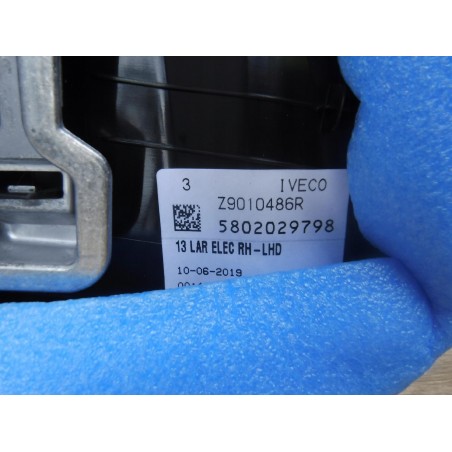 3 IVECO
Z9010486R
5802029798
13 LAR ELEC RH-LHD
10-06-2019